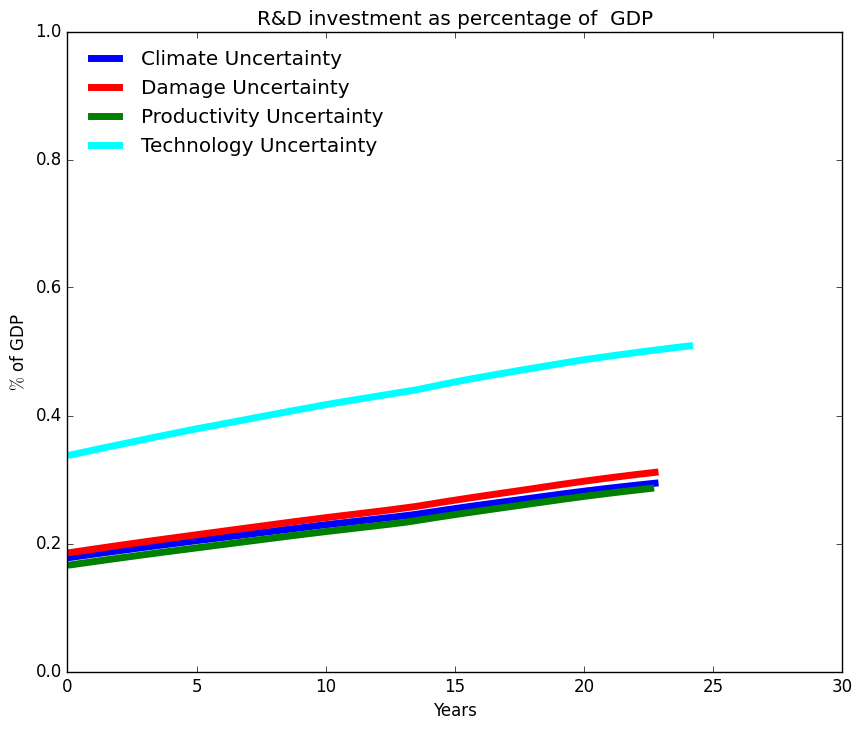 R&D investment as percentage of  GDP
1.0
Climate Uncertainty
Damage Uncertainty
Productivity Uncertainty
Technology Uncertainty
0.8
0.6
% of GDP
0.4
0.2
0.0
0 5 10 15 20 25 30
Years